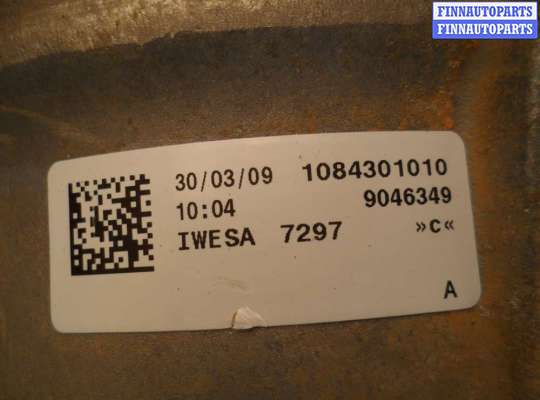 FINNAUTOPARTS
FINNAUTOPARTS
30/03/09 1084301010
10:04 9046349
IWESA 7297 »C«
A